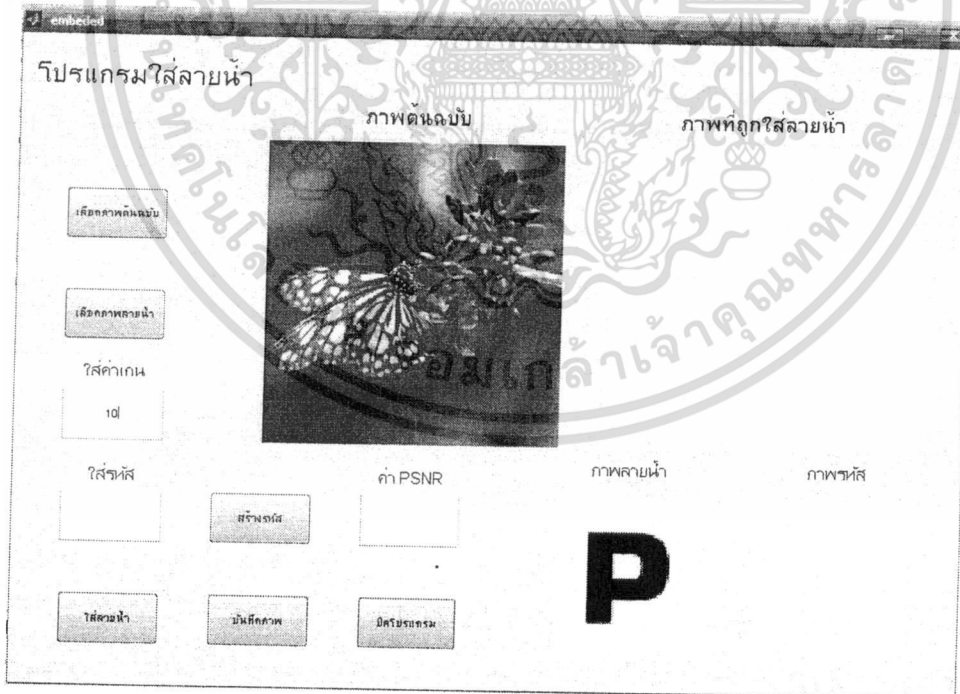 embeded
โปรแกรมใส่ลายน้ำ
ภาพต้นฉบับ
ภาพที่ถูกใส่ลายน้ำ
เลือกภาพต้นฉบับ
เลือกภาพลายน้ำ
ใส่ค่าเกน
10
ใส่รหัส
ค่า PSNR
ภาพลายน้ำ
ภาพรหัส
สร้างรหัส
P
ใส่ลายน้ำ
บันทึกภาพ
ปิดโปรแกรม